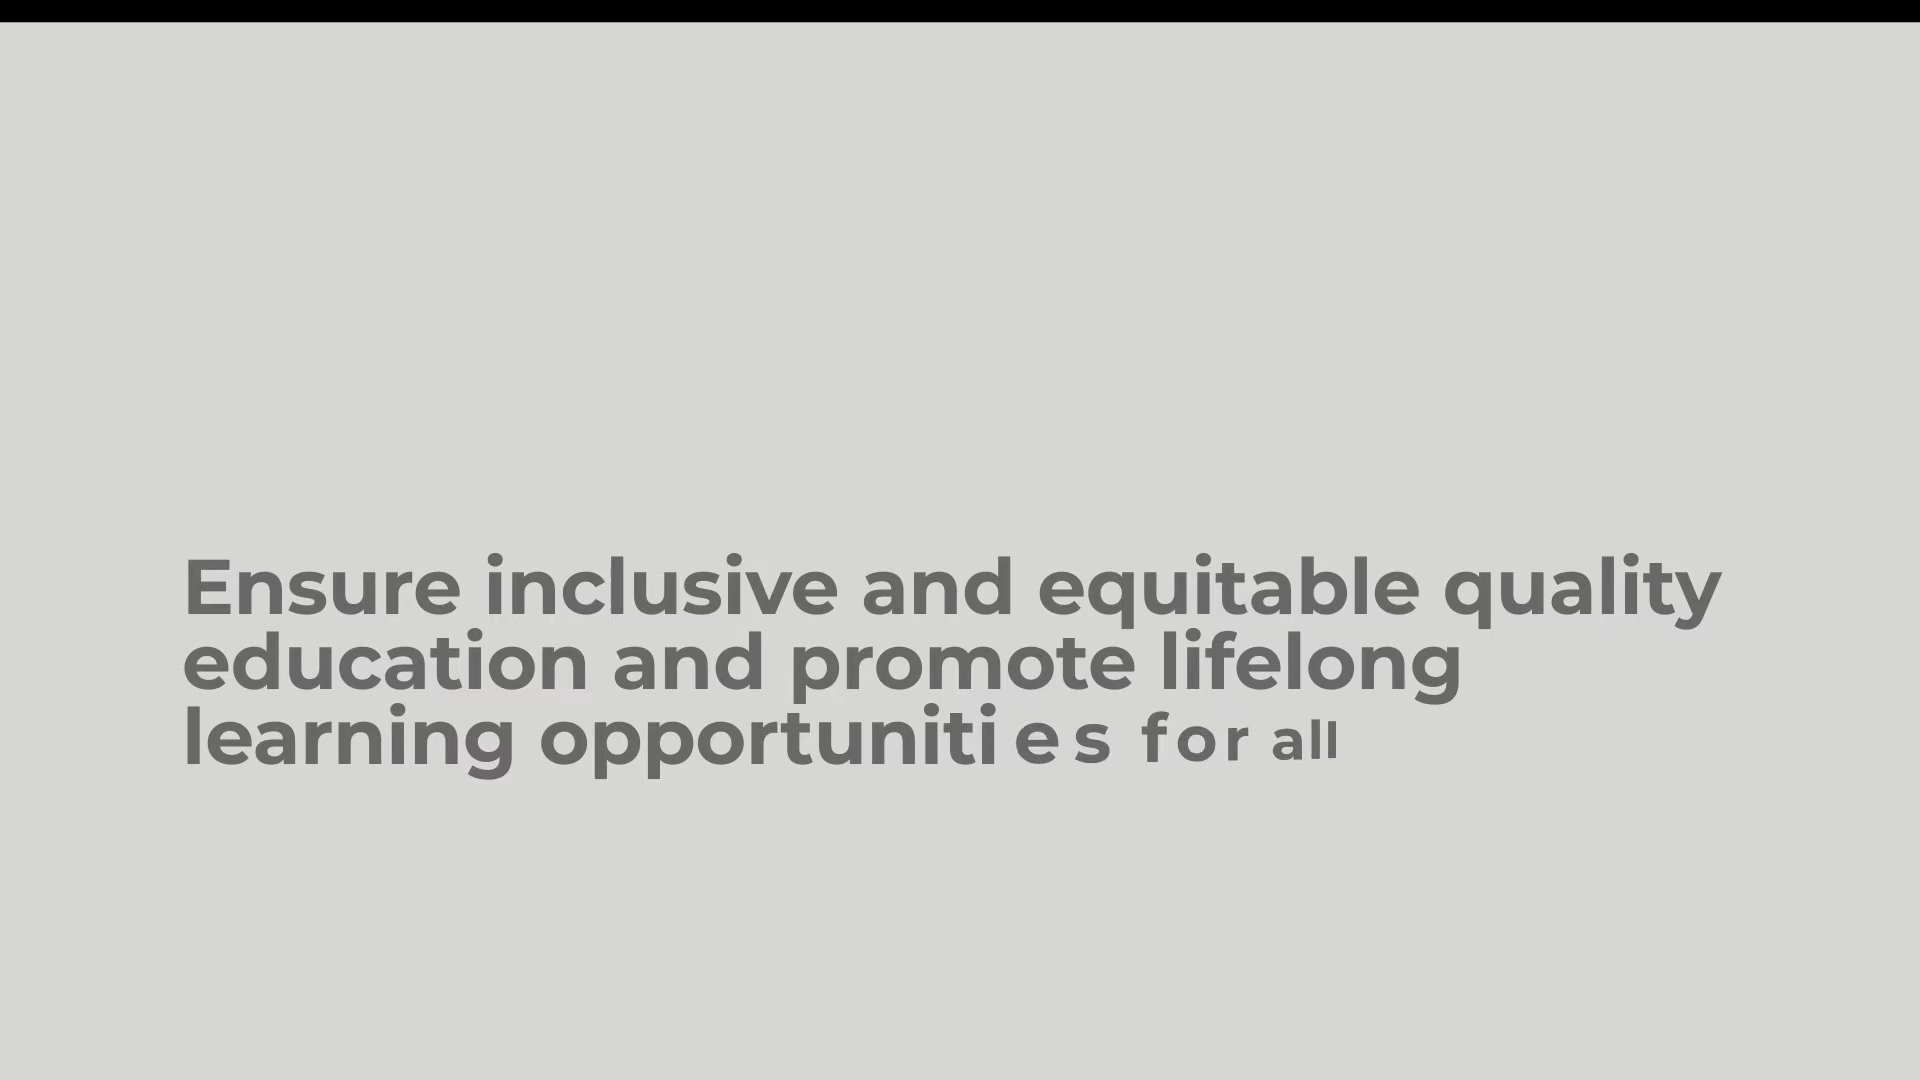 Ensure inclusive and equitable quality
education and promote lifelong
learning opportunities for all